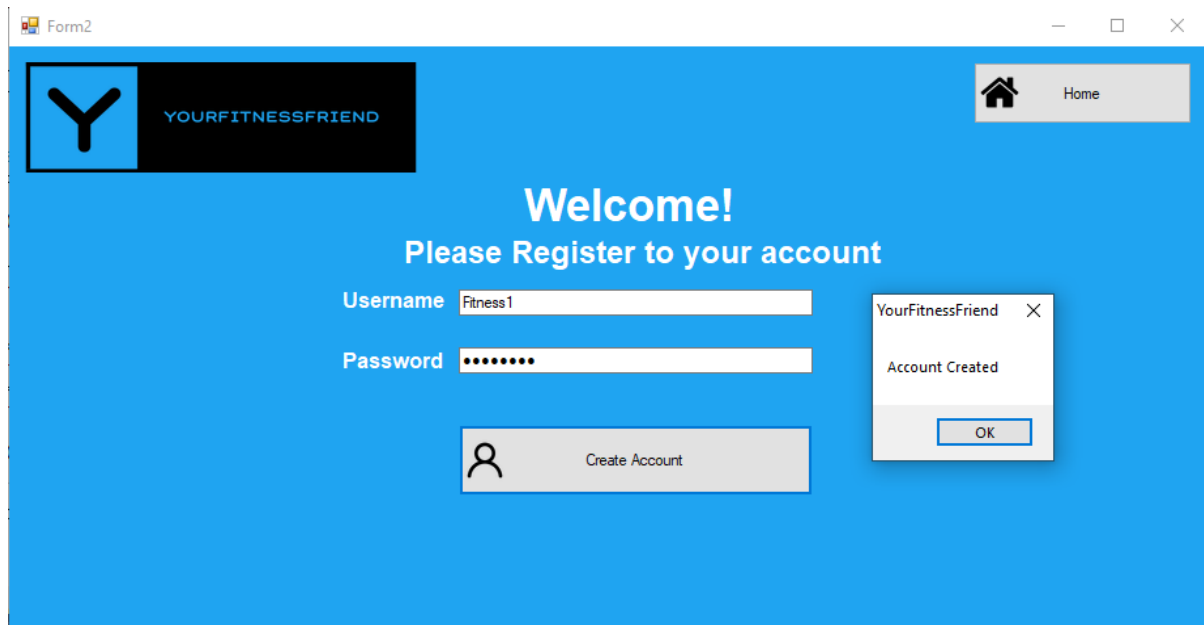 Form2
YOURFITNESSFRIEND
Home
Welcome!
Please Register to your account
Username Fitness1
Password ••••••••
Create Account
YourFitnessFriend
Account Created
OK